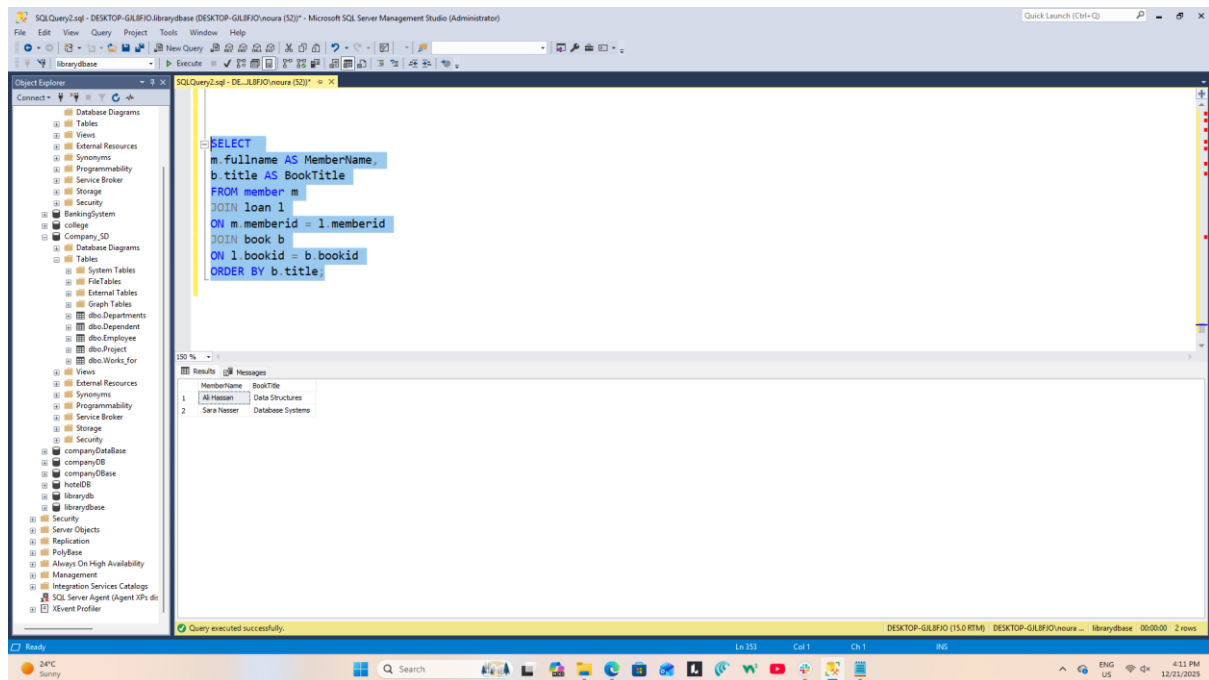 SQLQuery2.sql - DESKTOP-GJL8FJO.librarydbase (DESKTOP-GJL8FJO\noura (52))* - Microsoft SQL Server Management Studio (Administrator)
Quick Launch (Ctrl+Q)
File Edit View Query Project Tools Window Help
New Query
librarydbase
Execute
Object Explorer
SQLQuery2.sql - DE...JL8FJO\noura (52))*
Connect
Database Diagrams
Tables
Views
External Resources
Synonyms
Programmability
Service Broker
Storage
Security
BankingSystem
college
Company_SD
Database Diagrams
Tables
System Tables
FileTables
External Tables
Graph Tables
dbo.Departments
dbo.Dependent
dbo.Employee
dbo.Project
dbo.Works_for
Views
External Resources
Synonyms
Programmability
Service Broker
Storage
Security
companyDataBase
companyDB
companyDBase
hotelDB
librarydb
librarydbase
Security
Server Objects
Replication
PolyBase
Always On High Availability
Management
Integration Services Catalogs
SQL Server Agent (Agent XPs dis
XEvent Profiler
SELECT
m.fullname AS MemberName,
b.title AS BookTitle
FROM member m
JOIN loan l
ON m.memberid = l.memberid
JOIN book b
ON l.bookid = b.bookid
ORDER BY b.title;
150 %
Results Messages
MemberName BookTitle
1 Ali Hassan Data Structures
2 Sara Nasser Database Systems
Query executed successfully.
DESKTOP-GJL8FJO (15.0 RTM) DESKTOP-GJL8FJO\noura ... librarydbase 00:00:00 2 rows
Ready
Ln 353 Col 1 Ch 1 INS
24°C
Sunny
Search
ENG
US
4:11 PM
12/21/2025